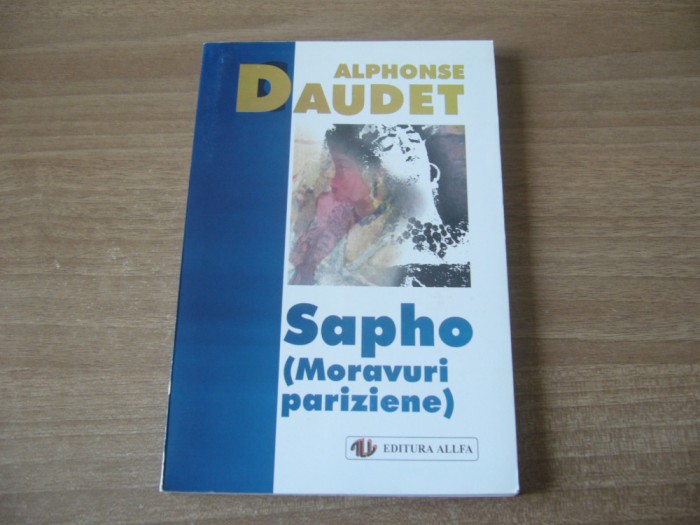 ALPHONSE
DAUDET
Sapho
(Moravuri
pariziene)
EDITURA ALLFA